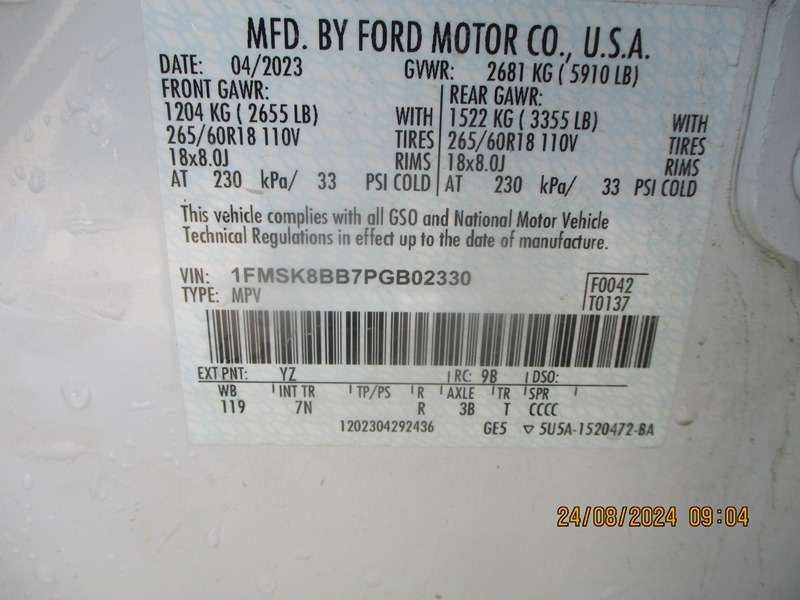 MFD. BY FORD MOTOR CO., U.S.A.
DATE: 04/2023 GVWR: 2681 KG ( 5910 LB)
FRONT GAWR: REAR GAWR:
1204 KG ( 2655 LB) WITH 1522 KG ( 3355 LB) WITH
265/60R18 110V TIRES 265/60R18 110V TIRES
18x8.0J RIMS 18x8.0J RIMS
AT 230 kPa/ 33 PSI COLD AT 230 kPa/ 33 PSI COLD
This vehicle complies with all GSO and National Motor Vehicle
Technical Regulations in effect up to the date of manufacture.
VIN: 1FMSK8BB7PGB02330 F0042
TYPE: MPV T0137
EXT PNT: YZ RC: 9B DSO:
WB INT TR TP/PS R AXLE TR SPR
119 7N R 3B T CCCC
1202304292436 GE5 ▽ 5U5A-1520472-BA
24/08/2024 09:04